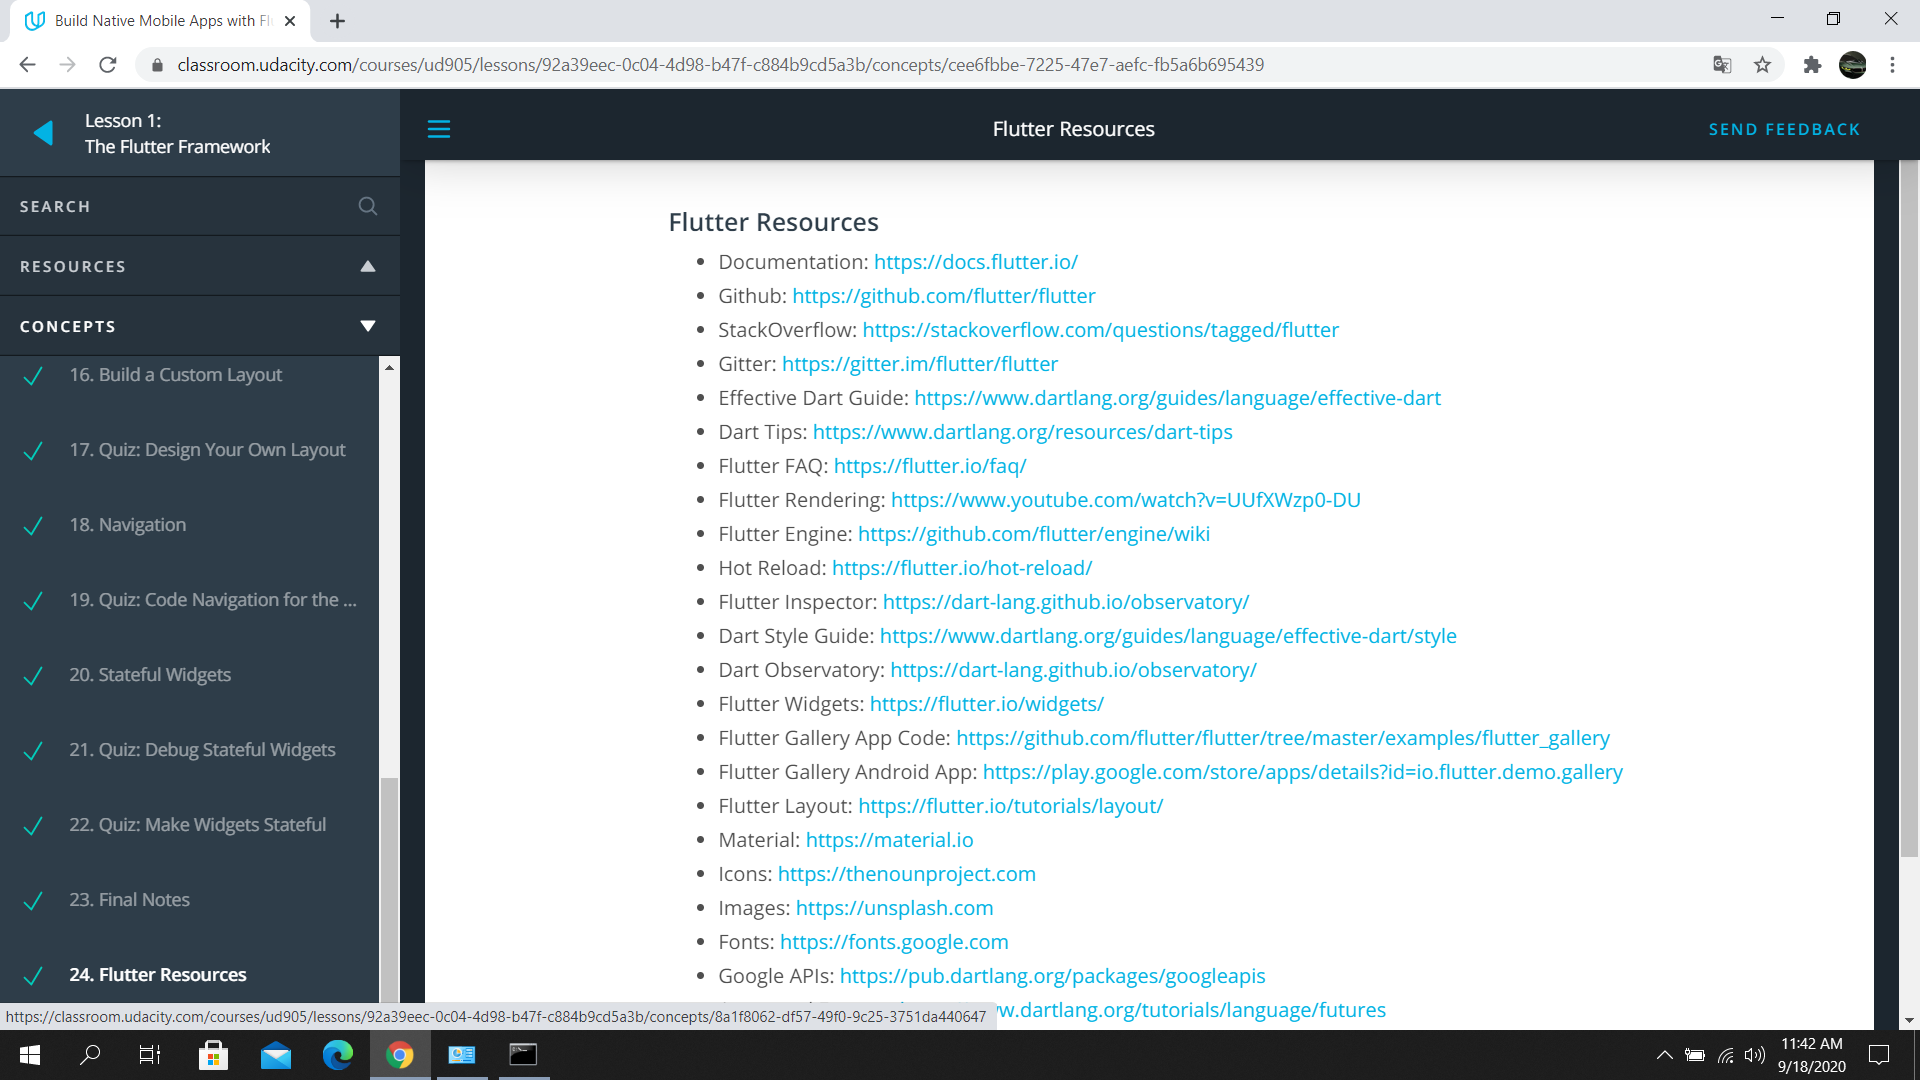 Build Native Mobile Apps with Fl
classroom.udacity.com/courses/ud905/lessons/92a39eec-0c04-4d98-b47f-c884b9cd5a3b/concepts/cee6fbbe-7225-47e7-aefc-fb5a6b695439
Lesson 1:
The Flutter Framework
SEARCH
RESOURCES
CONCEPTS
16. Build a Custom Layout
17. Quiz: Design Your Own Layout
18. Navigation
19. Quiz: Code Navigation for the ...
20. Stateful Widgets
21. Quiz: Debug Stateful Widgets
22. Quiz: Make Widgets Stateful
23. Final Notes
24. Flutter Resources
Flutter Resources
SEND FEEDBACK
Flutter Resources
Documentation: https://docs.flutter.io/
Github: https://github.com/flutter/flutter
StackOverflow: https://stackoverflow.com/questions/tagged/flutter
Gitter: https://gitter.im/flutter/flutter
Effective Dart Guide: https://www.dartlang.org/guides/language/effective-dart
Dart Tips: https://www.dartlang.org/resources/dart-tips
Flutter FAQ: https://flutter.io/faq/
Flutter Rendering: https://www.youtube.com/watch?v=UUfXWzp0-DU
Flutter Engine: https://github.com/flutter/engine/wiki
Hot Reload: https://flutter.io/hot-reload/
Flutter Inspector: https://dart-lang.github.io/observatory/
Dart Style Guide: https://www.dartlang.org/guides/language/effective-dart/style
Dart Observatory: https://dart-lang.github.io/observatory/
Flutter Widgets: https://flutter.io/widgets/
Flutter Gallery App Code: https://github.com/flutter/flutter/tree/master/examples/flutter_gallery
Flutter Gallery Android App: https://play.google.com/store/apps/details?id=io.flutter.demo.gallery
Flutter Layout: https://flutter.io/tutorials/layout/
Material: https://material.io
Icons: https://thenounproject.com
Images: https://unsplash.com
Fonts: https://fonts.google.com
Google APIs: https://pub.dartlang.org/packages/googleapis
w.dartlang.org/tutorials/language/futures
https://classroom.udacity.com/courses/ud905/lessons/92a39eec-0c04-4d98-b47f-c884b9cd5a3b/concepts/8a1f8062-df57-49f0-9c25-3751da440647
11:42 AM
9/18/2020